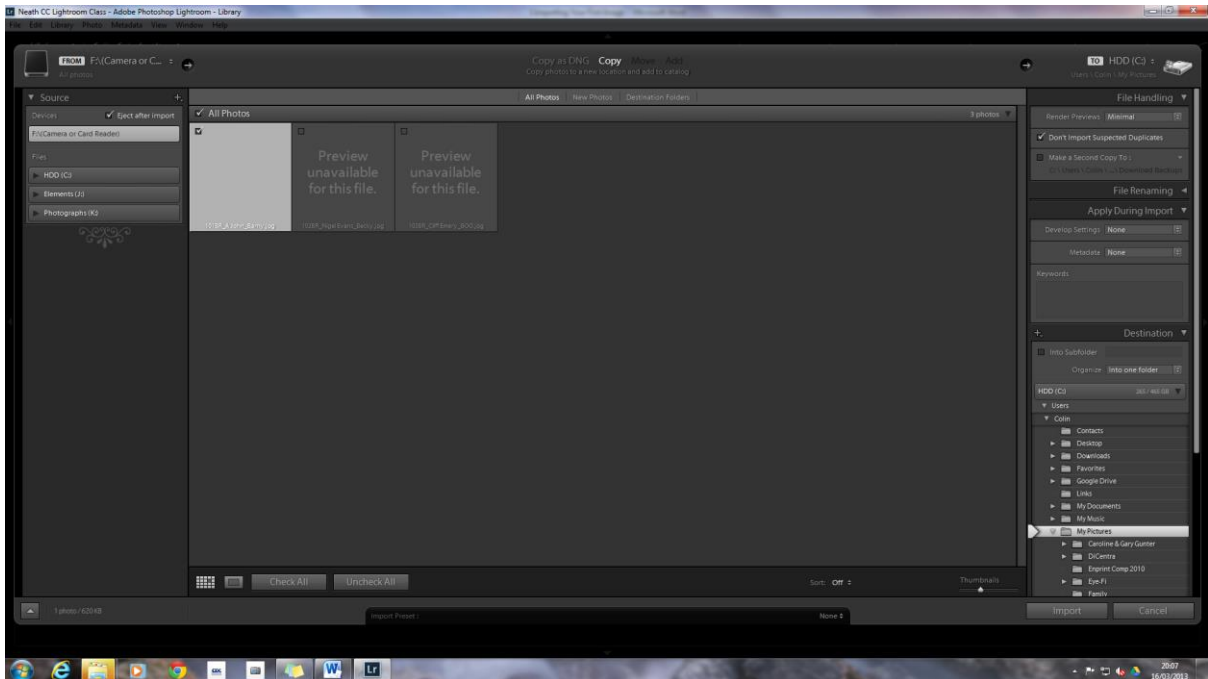 Neath CC Lightroom Class - Adobe Photoshop Lightroom - Library
File Edit Library Photo Metadata View Window Help
FROM F:\(Camera or C...
All photos
Copy as DNG Copy Move Add
Copy photos to a new location and add to catalog
TO HDD (C:)
Users \ Colin \ My Pictures
Source
Devices Eject after import
F:\(Camera or Card Reader)
Files
HDD (C:)
Elements (J:)
Photographs (K:)
All Photos New Photos Destination Folders
All Photos 3 photos
Preview unavailable for this file.
Preview unavailable for this file.
Check All Uncheck All
Sort: Off
Thumbnails
File Handling
Render Previews Minimal
Don't Import Suspected Duplicates
Make a Second Copy To :
File Renaming
Apply During Import
Develop Settings None
Metadata None
Keywords
Destination
Into Subfolder
Organize Into one folder
HDD (C:)
Users
Colin
Contacts
Desktop
Downloads
Favorites
Google Drive
Links
My Documents
My Music
My Pictures
Caroline & Gary Gunter
DiCentra
Enprint Comp 2010
Eye-Fi
Family
1 photo / 620 KB
Import Preset :
None
Import Cancel
20:07
16/03/2013